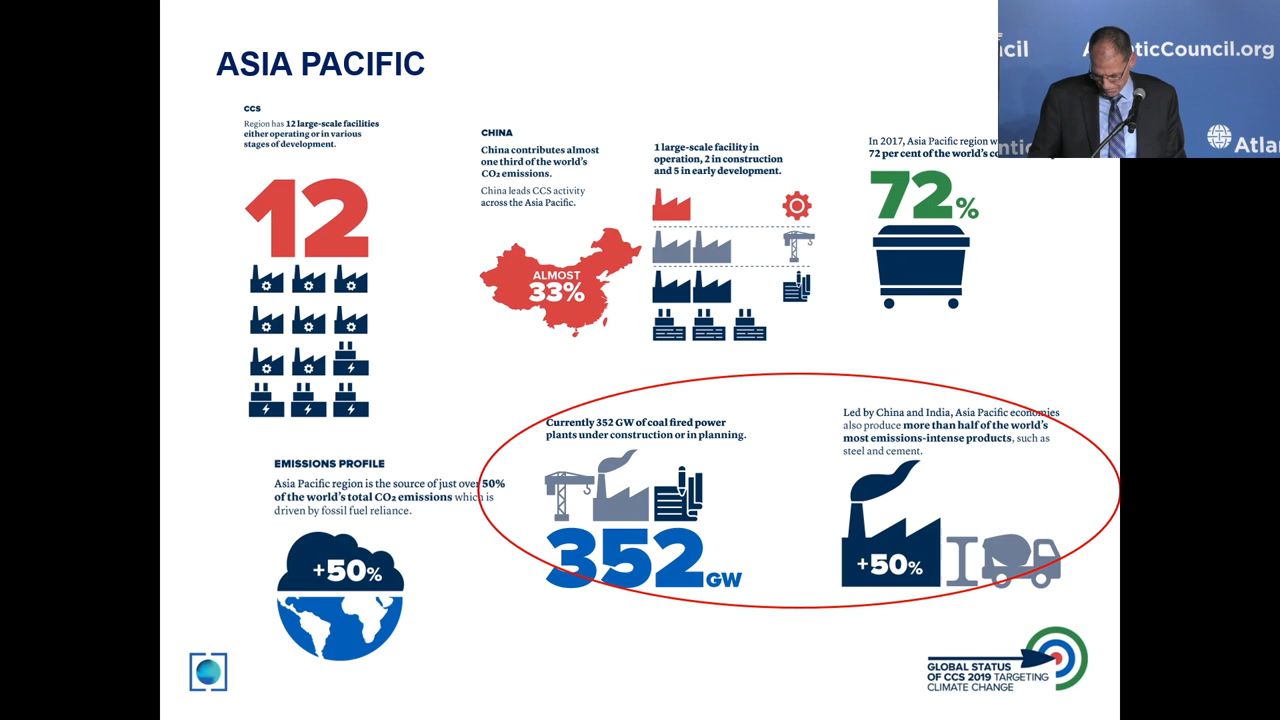 ASIA PACIFIC
CCS
Region has 12 large-scale facilities
either operating or in various
stages of development.
12
CHINA
China contributes almost
one third of the world's
CO₂ emissions.
China leads CCS activity
across the Asia Pacific.
ALMOST
33%
1 large-scale facility in
operation, 2 in construction
and 5 in early development.
In 2017, Asia Pacific region
72 per cent of the world's
72%
cil
AtlanticCouncil.org
ntic
Atla
EMISSIONS PROFILE
Asia Pacific region is the source of just over 50%
of the world's total CO₂ emissions which is
driven by fossil fuel reliance.
+50%
Currently 352 GW of coal fired power
plants under construction or in planning.
352GW
Led by China and India, Asia Pacific economies
also produce more than half of the world's
most emissions-intense products, such as
steel and cement.
+50%
GLOBAL STATUS
OF CCS 2019 TARGETING
CLIMATE CHANGE